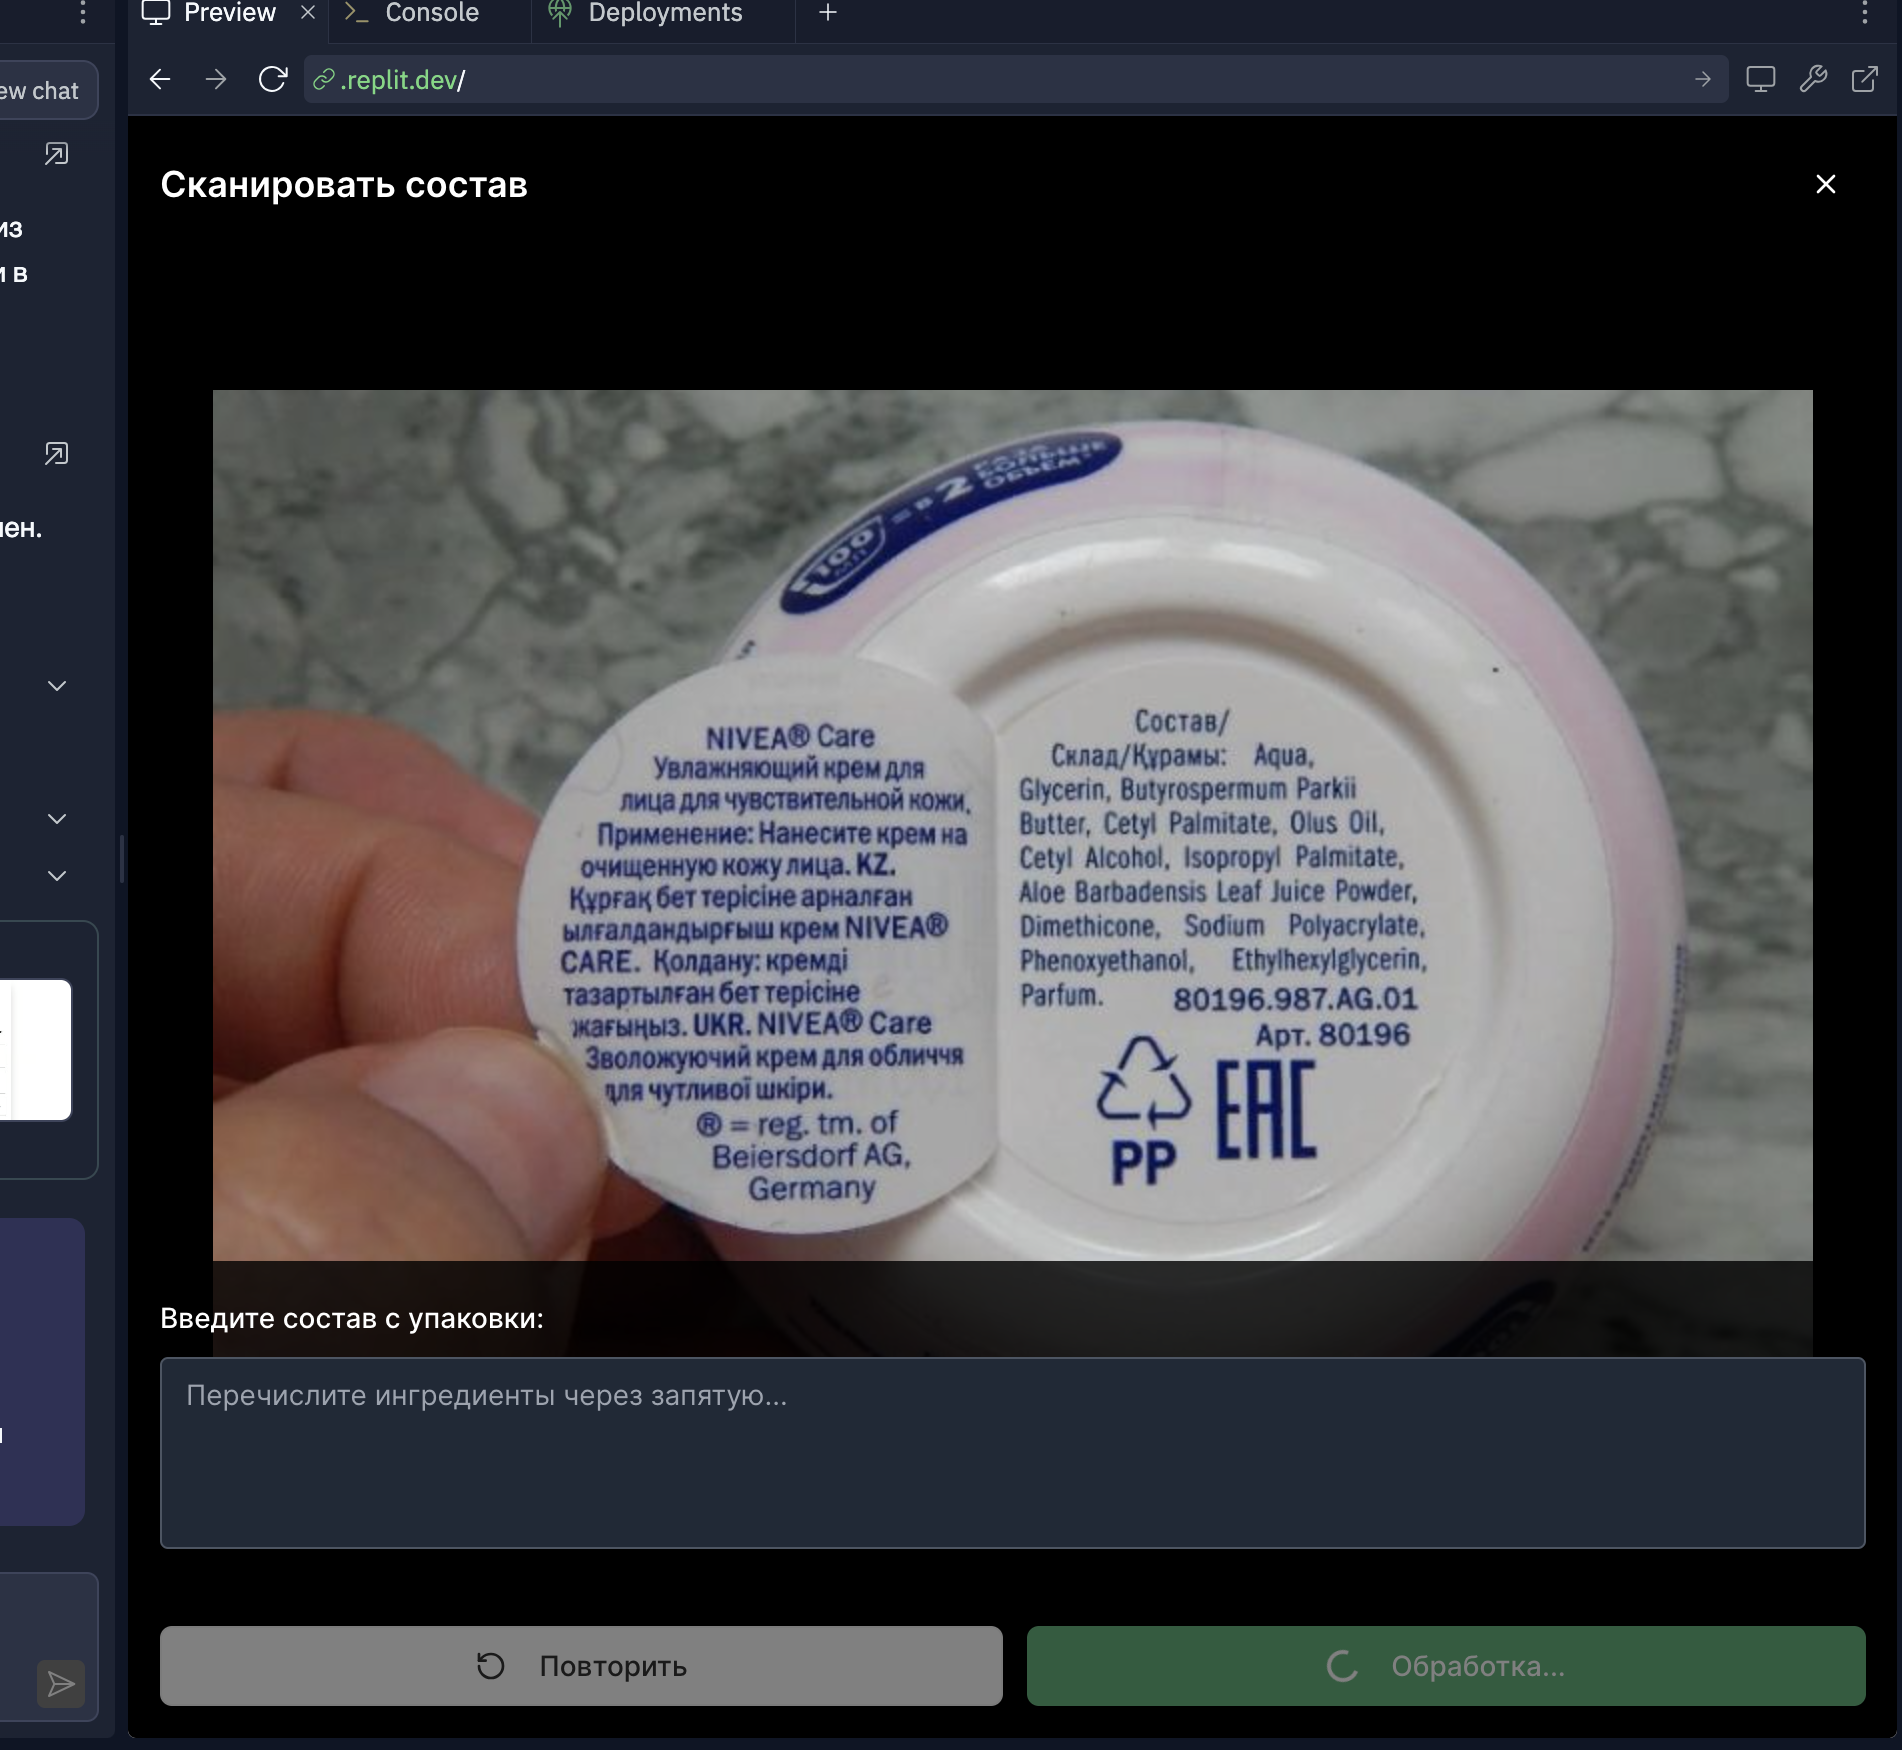 Preview
Console
Deployments
ew chat
.replit.dev/
из
и в
ен.
Сканировать состав
100
= в 2 РАЗА
БОЛЬШЕ
ОБЪЕМ*
NIVEA® Care
Увлажняющий крем для
лица для чувствительной кожи.
Применение: Нанесите крем на
очищенную кожу лица. KZ.
Құрғақ бет терісіне арналған
ылғалдандырғыш крем NIVEA®
CARE. Қолдану: кремді
тазартылған бет терісіне
жағыңыз. UKR. NIVEA® Care
Зволожуючий крем для обличчя
для чутливої шкіри.
® = reg. tm. of
Beiersdorf AG,
Germany
Состав/
Склад/Құрамы: Aqua,
Glycerin, Butyrospermum Parkii
Butter, Cetyl Palmitate, Olus Oil,
Cetyl Alcohol, Isopropyl Palmitate,
Aloe Barbadensis Leaf Juice Powder,
Dimethicone, Sodium Polyacrylate,
Phenoxyethanol, Ethylhexylglycerin,
Parfum. 80196.987.AG.01
Арт. 80196
PP EAC
Введите состав с упаковки:
Перечислите ингредиенты через запятую...
Повторить
Обработка...